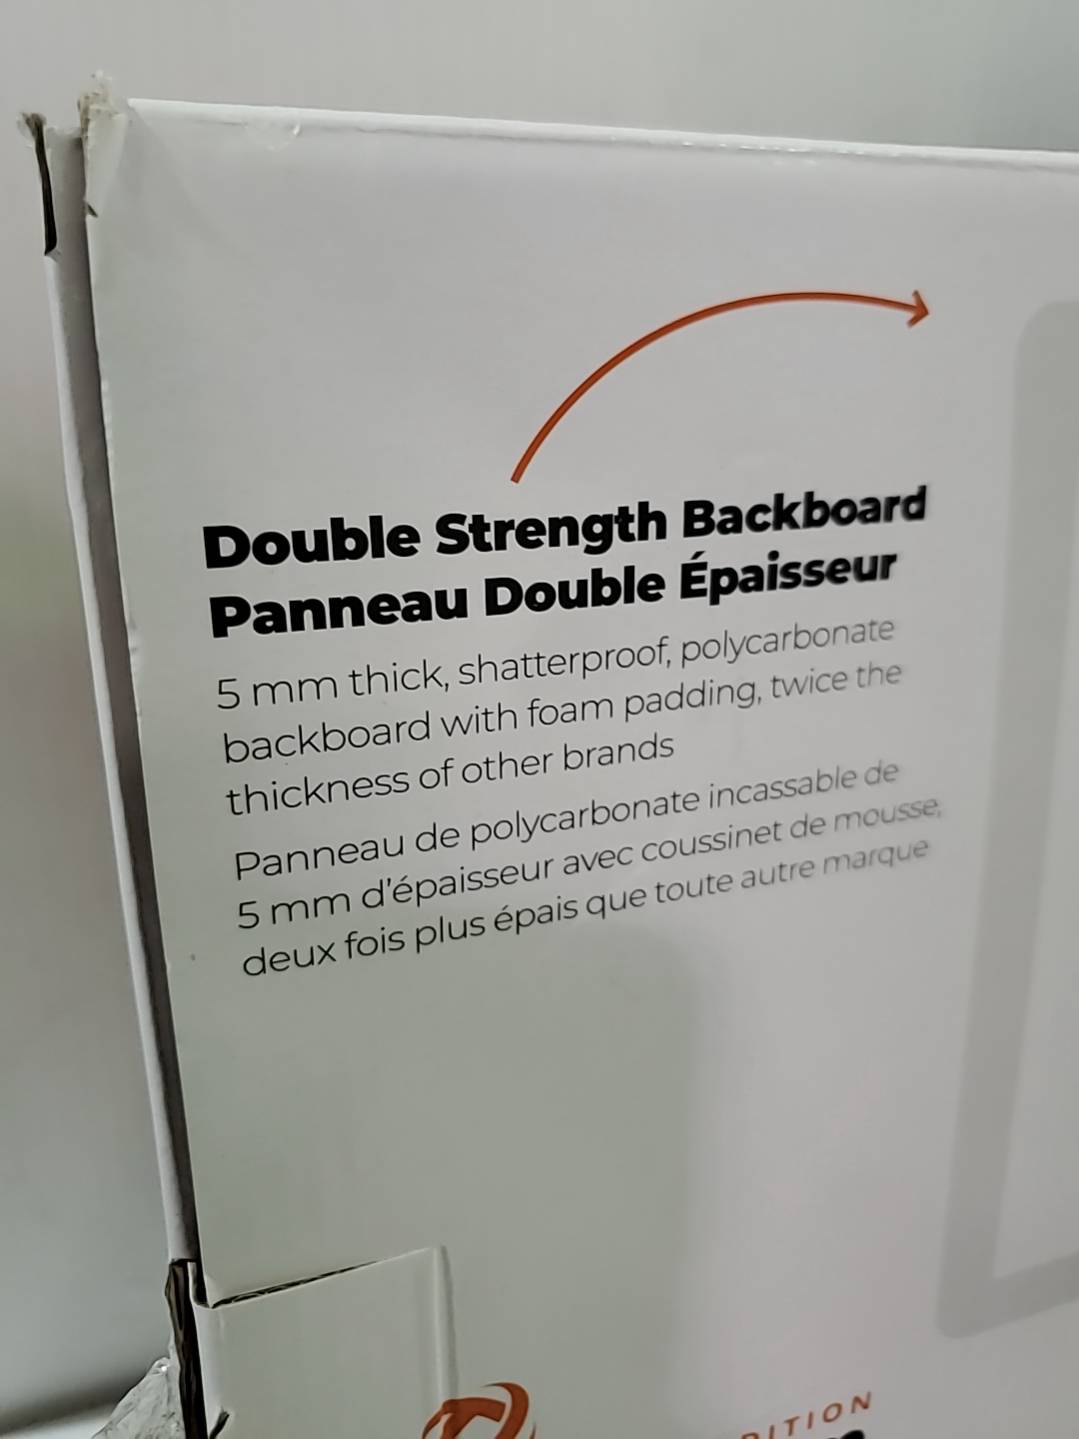 Double Strength Backboard
Panneau Double Épaisseur
5 mm thick, shatterproof, polycarbonate
backboard with foam padding, twice the
thickness of other brands
Panneau de polycarbonate incassable de
5 mm d'épaisseur avec coussinet de mousse,
deux fois plus épais que toute autre marque